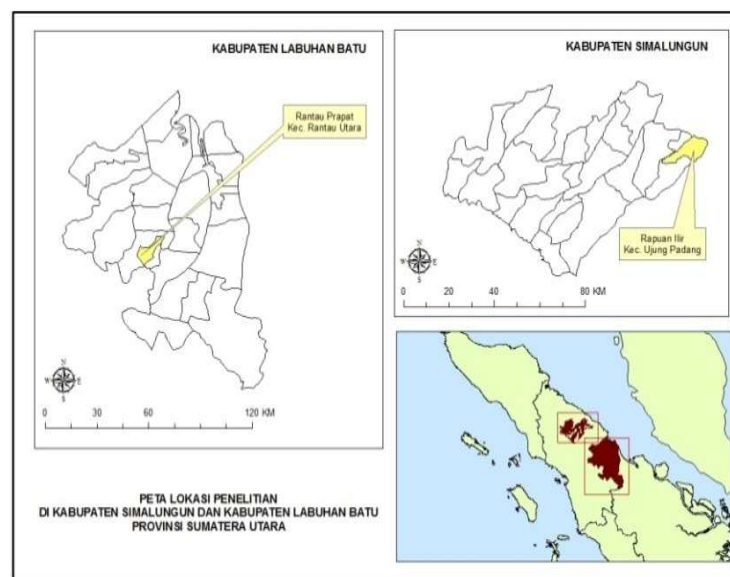 KABUPATEN LABUHAN BATU
Rantau Prapat
Kec. Rantau Utara
N
W E
S
0 30 60 120 KM
KABUPATEN SIMALUNGUN
Rapuan Ilir
Kec. Ujung Padang
N
W E
S
0 20 40 80 KM
PETA LOKASI PENELITIAN
DI KABUPATEN SIMALUNGUN DAN KABUPATEN LABUHAN BATU
PROVINSI SUMATERA UTARA